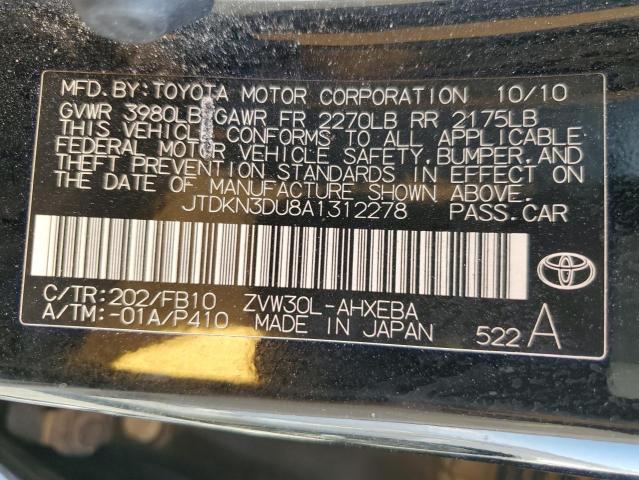 MFD. BY: TOYOTA MOTOR CORPORATION 10/10
GVWR 3980LB GAWR FR 2270LB RR 2175LB
THIS VEHICLE CONFORMS TO ALL APPLICABLE
FEDERAL MOTOR VEHICLE SAFETY, BUMPER, AND
THEFT PREVENTION STANDARDS IN EFFECT ON
THE DATE OF MANUFACTURE SHOWN ABOVE.
JTDKN3DU8A1312278 PASS. CAR
C/TR: 202/FB10 ZVW30L-AHXEBA
A/TM: -01A/P410 MADE IN JAPAN 522 A